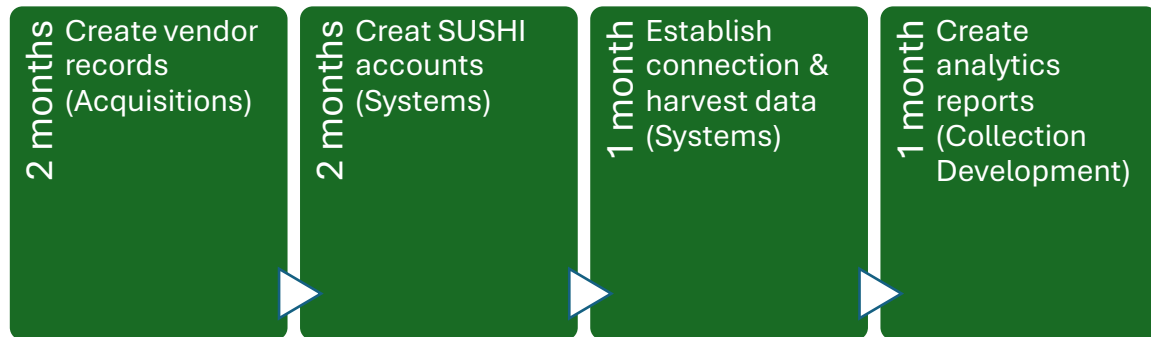 2 months
Create vendor
records
(Acquisitions)
2 months
Creat SUSHI
accounts
(Systems)
1 month
Establish
connection &
harvest data
(Systems)
1 month
Create
analytics
reports
(Collection
Development)